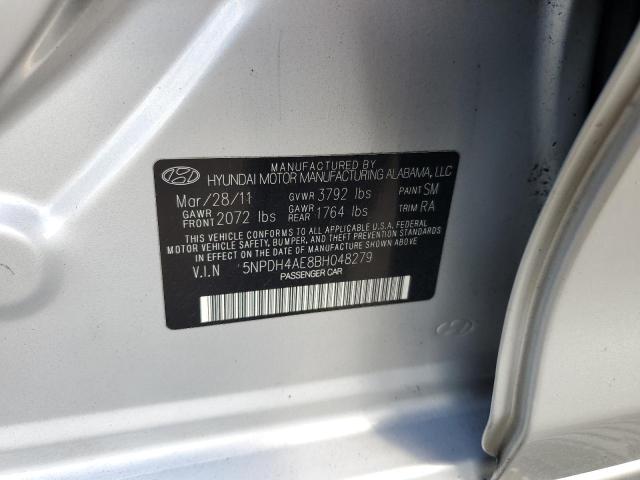 MANUFACTURED BY
HYUNDAI MOTOR MANUFACTURING ALABAMA, LLC
Mar/28/11 GVWR 3792 lbs PAINT SM
GAWR FRONT 2072 lbs GAWR REAR 1764 lbs TRIM RA
THIS VEHICLE CONFORMS TO ALL APPLICABLE FEDERAL
MOTOR VEHICLE SAFETY, BUMPER, AND THEFT PREVENTION STANDARDS
IN EFFECT ON THE DATE OF MANUFACTURE SHOWN ABOVE.
V.I.N 5NPDH4AE8BH048279
PASSENGER CAR